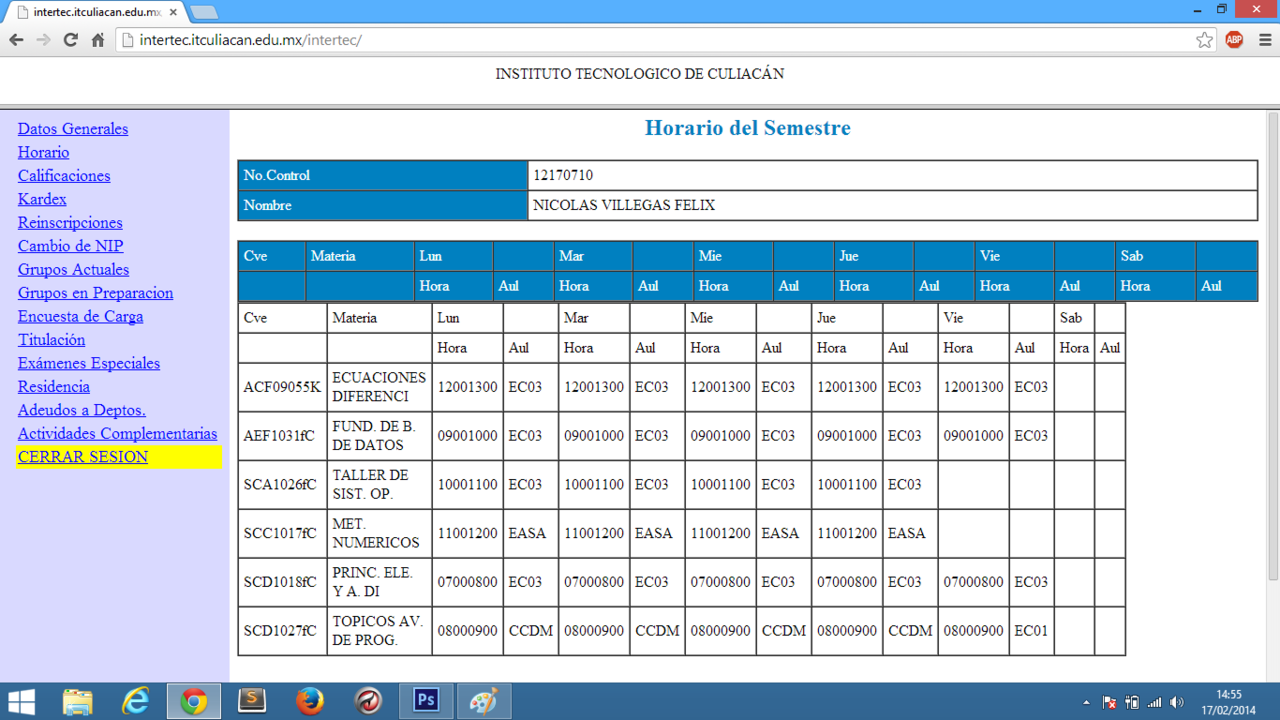 intertec.itculiacan.edu.mx
intertec.itculiacan.edu.mx/intertec/
ABP
INSTITUTO TECNOLOGICO DE CULIACÁN
Datos Generales
Horario
Calificaciones
Kardex
Reinscripciones
Cambio de NIP
Grupos Actuales
Grupos en Preparacion
Encuesta de Carga
Titulación
Exámenes Especiales
Residencia
Adeudos a Deptos.
Actividades Complementarias
CERRAR SESION
Horario del Semestre
No.Control 12170710
Nombre NICOLAS VILLEGAS FELIX
Cve Materia Lun Mar Mie Jue Vie Sab
Hora Aul Hora Aul Hora Aul Hora Aul Hora Aul Hora Aul
Cve Materia Lun Mar Mie Jue Vie Sab
Hora Aul Hora Aul Hora Aul Hora Aul Hora Aul Hora Aul
ACF09055K ECUACIONES DIFERENCI 12001300 EC03 12001300 EC03 12001300 EC03 12001300 EC03 12001300 EC03
AEF1031fC FUND. DE B. DE DATOS 09001000 EC03 09001000 EC03 09001000 EC03 09001000 EC03 09001000 EC03
SCA1026fC TALLER DE SIST. OP. 10001100 EC03 10001100 EC03 10001100 EC03 10001100 EC03
SCC1017fC MET. NUMERICOS 11001200 EASA 11001200 EASA 11001200 EASA 11001200 EASA
SCD1018fC PRINC. ELE. Y A. DI 07000800 EC03 07000800 EC03 07000800 EC03 07000800 EC03 07000800 EC03
SCD1027fC TOPICOS AV. DE PROG. 08000900 CCDM 08000900 CCDM 08000900 CCDM 08000900 CCDM 08000900 EC01
Ps
14:55
17/02/2014